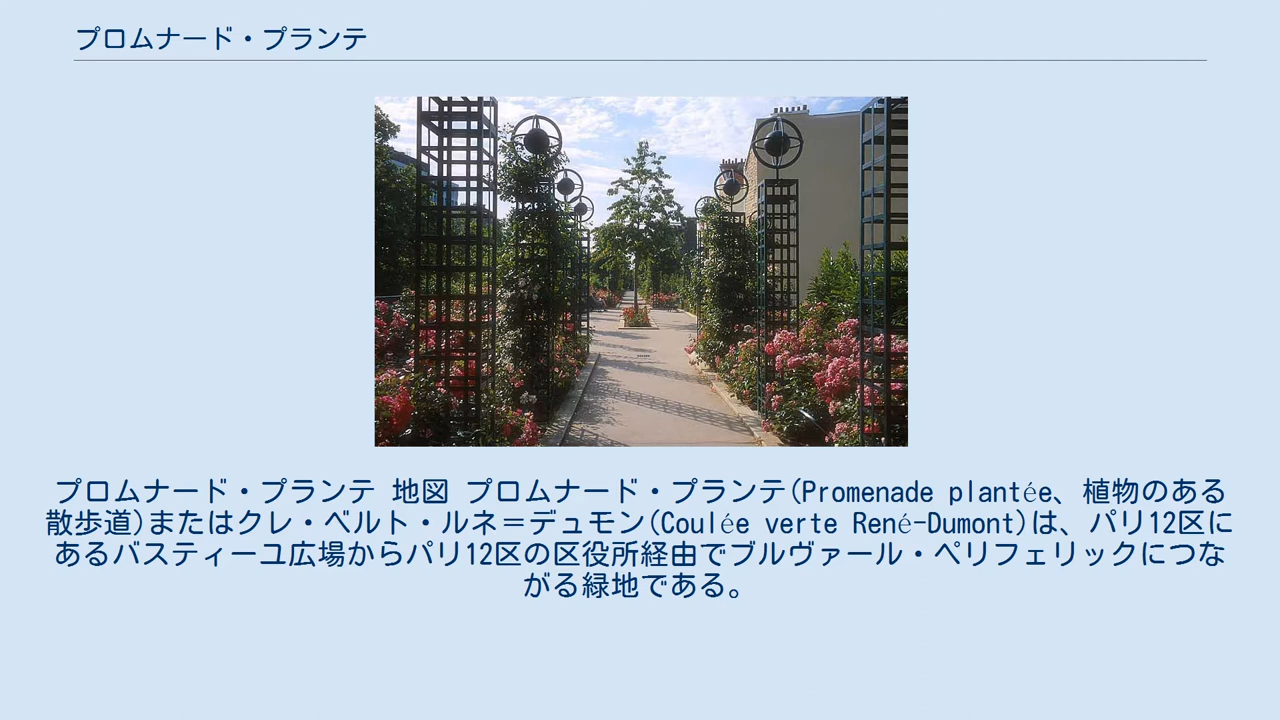 プロムナード・プランテ
プロムナード・プランテ 地図 プロムナード・プランテ(Promenade plantée、植物のある
散歩道)またはクレ・ベルト・ルネ＝デュモン(Coulée verte René-Dumont)は、パリ12区に
あるバスティーユ広場からパリ12区の区役所経由でブルヴァール・ペリフェリックにつな
がる緑地である。